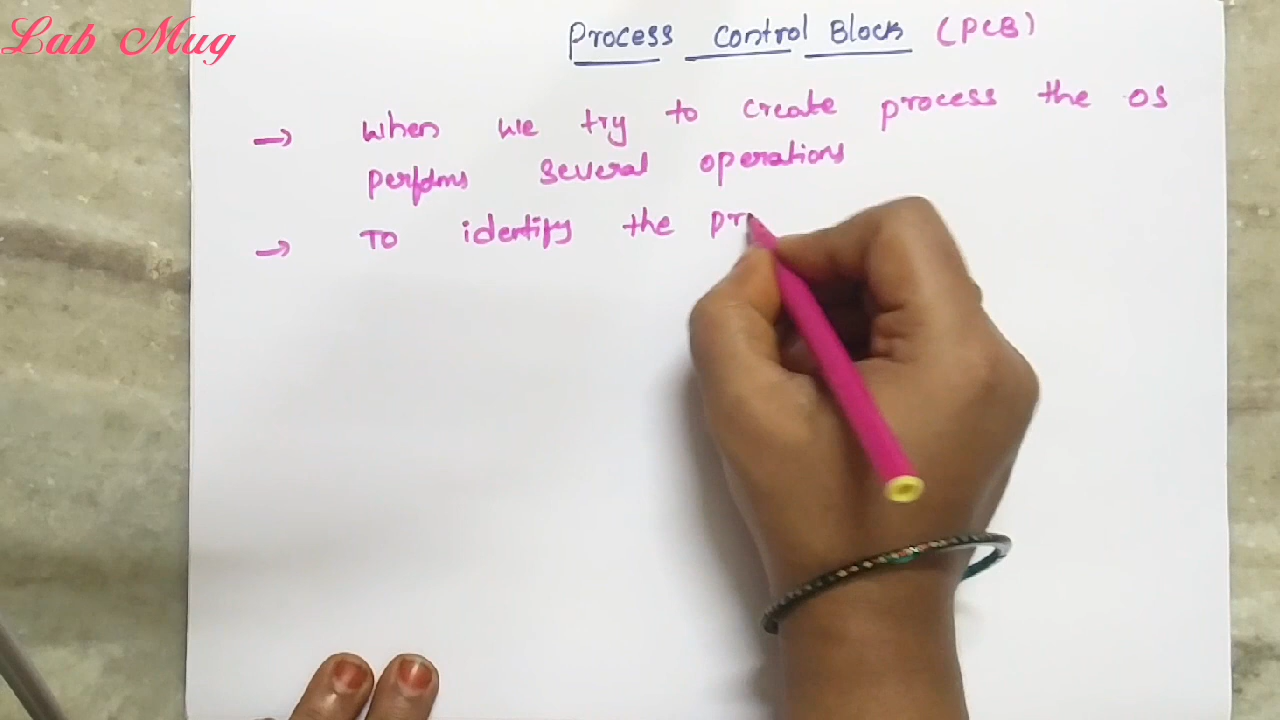 Lab Mug
Process Control Block (PCB)
→ When we try to create process the OS
performs several operations
→ To identify the pr